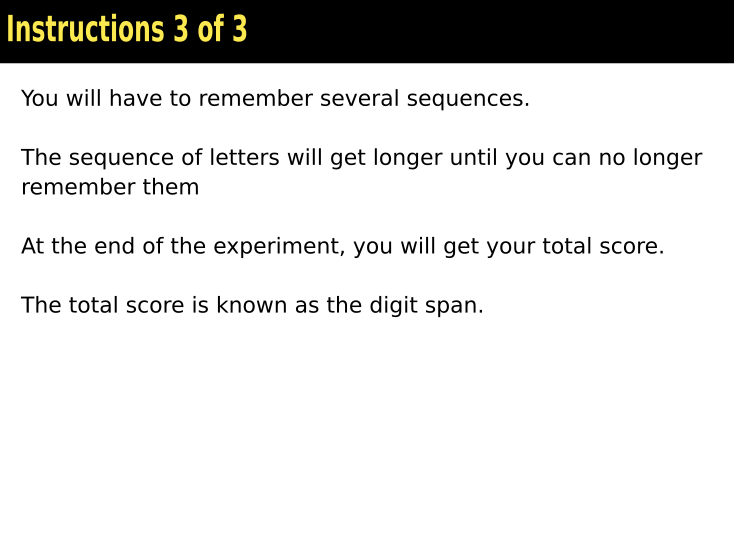 Instructions 3 of 3
You will have to remember several sequences.
The sequence of letters will get longer until you can no longer
remember them
At the end of the experiment, you will get your total score.
The total score is known as the digit span.